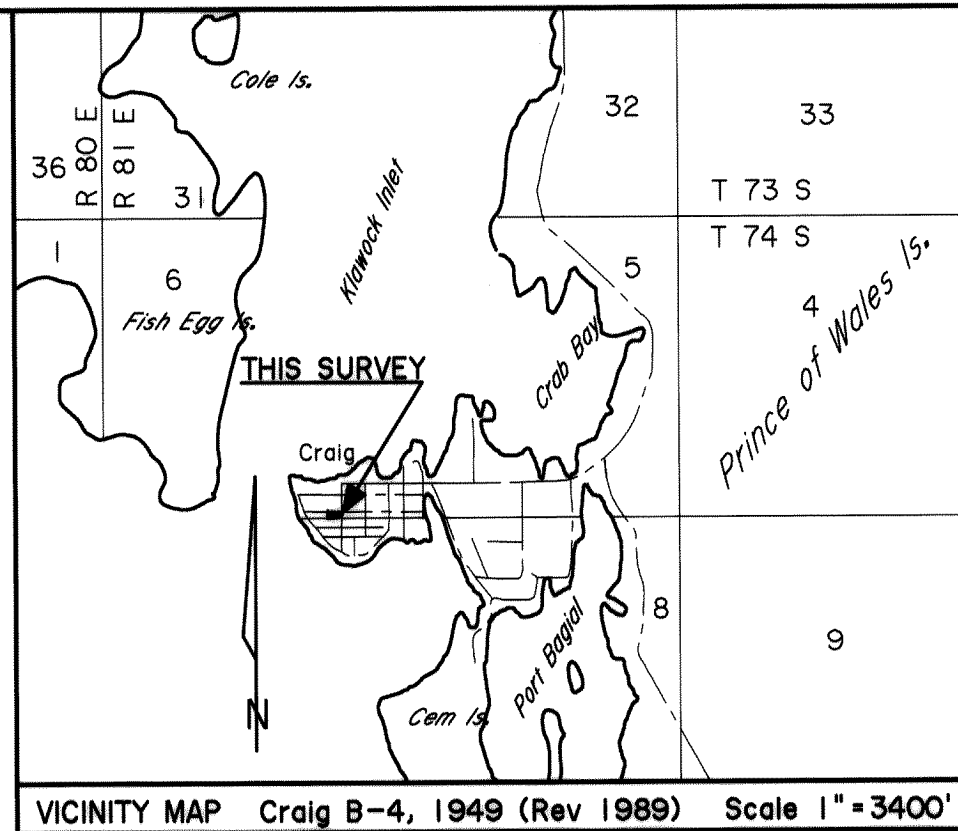 Cole Is.
32
33
36
R 80 E
R 81 E
31
T 73 S
Klawock Inlet
T 74 S
1
6
5
4
Fish Egg Is.
Prince of Wales Is.
Crab Bay
THIS SURVEY
Craig
8
9
Port Bagial
Cem Is.
N
VICINITY MAP Craig B-4, 1949 (Rev 1989) Scale 1" = 3400'